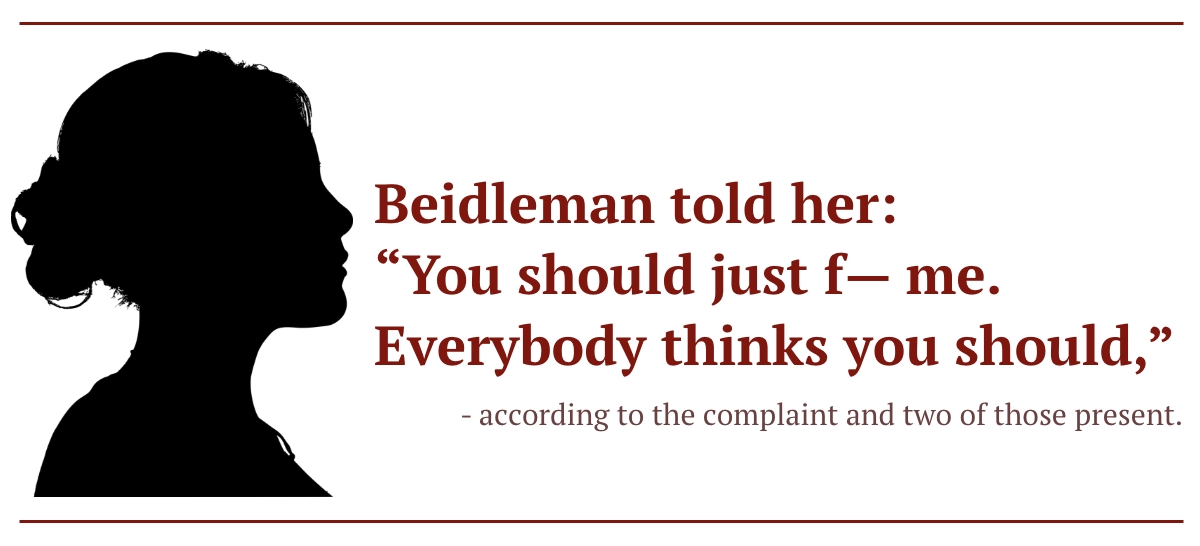 Beidleman told her:
“You should just f— me.
Everybody thinks you should,”
- according to the complaint and two of those present.